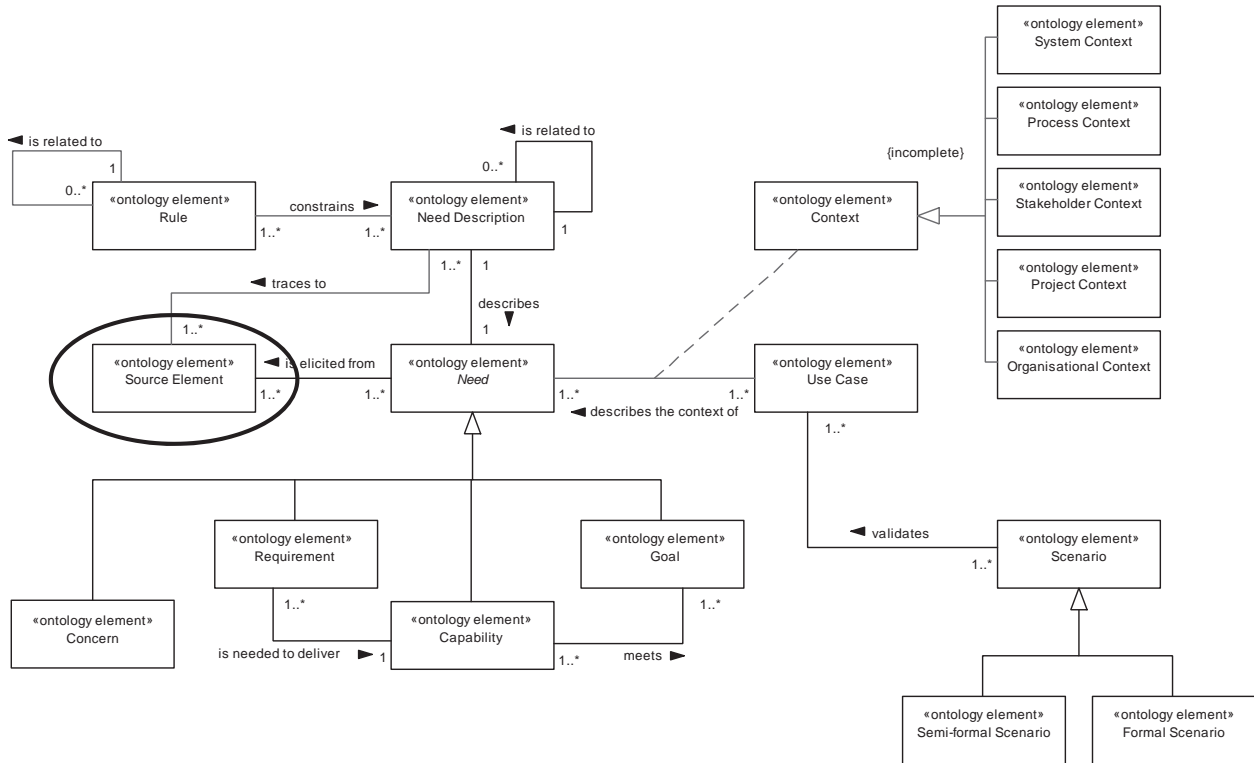 «ontology element»
System Context
«ontology element»
Process Context
{incomplete}
«ontology element»
Stakeholder Context
«ontology element»
Project Context
«ontology element»
Organisational Context
◄ is related to
1
0..*
«ontology element»
Rule
constrains ►
1..*
1..*
◄ is related to
0..*
1
«ontology element»
Need Description
«ontology element»
Context
◄ traces to
1..*
1..*
1
describes
▼
1
«ontology element»
Source Element
◄ is elicited from
1..*
1..*
«ontology element»
Need
1..*
1..*
◄ describes the context of
«ontology element»
Use Case
1..*
◄ validates
1..*
«ontology element»
Scenario
«ontology element»
Requirement
1..*
«ontology element»
Goal
1..*
«ontology element»
Concern
is needed to deliver ►
1
«ontology element»
Capability
1..*
meets ►
«ontology element»
Semi-formal Scenario
«ontology element»
Formal Scenario